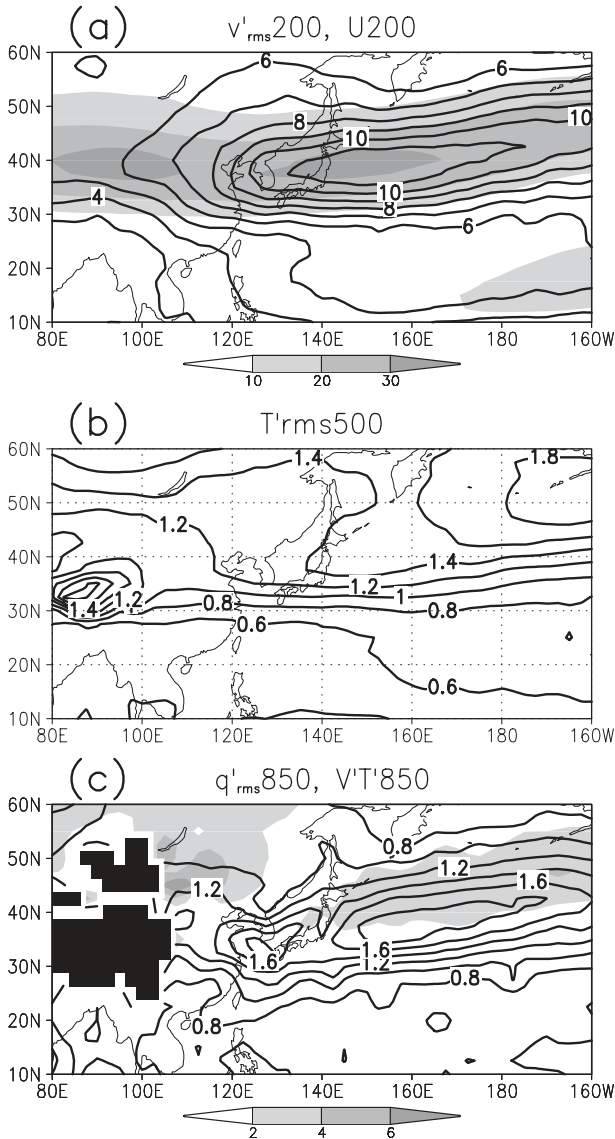 (a) v'rms200, U200
60N
6
6
50N
8
10
10
40N
4
10
8
30N
6
20N
10N
80E 100E 120E 140E 160E 180 160W
10 20 30
(b) T'rms500
60N
1.4
1.8
50N
1.2
40N
1.4
1.2
1.2
1
1.4
0.8
0.8
30N
0.6
20N
0.6
10N
80E 100E 120E 140E 160E 180 160W
(c) q'rms850, V'T'850
60N
0.8
50N
1.2
1.2
1.6
40N
1.6
1.6
1.2
30N
0.8
0.8
20N
10N
80E 100E 120E 140E 160E 180 160W
2 4 6